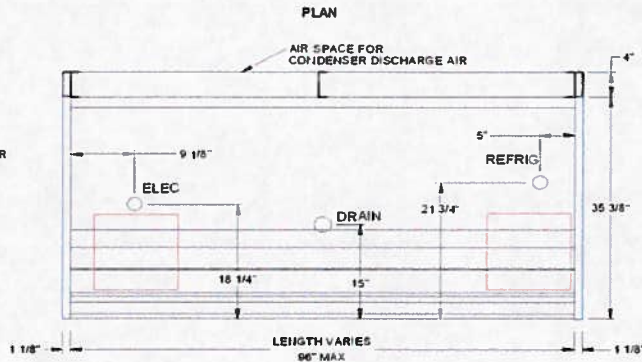 PLAN
AIR SPACE FOR
CONDENSER DISCHARGE AIR
4"
5"
R
9 1/8"
REFRIG
ELEC
21 3/4"
35 3/8"
DRAIN
18 1/4"
15"
1 1/8"
LENGTH VARIES
1 1/8"
96" MAX